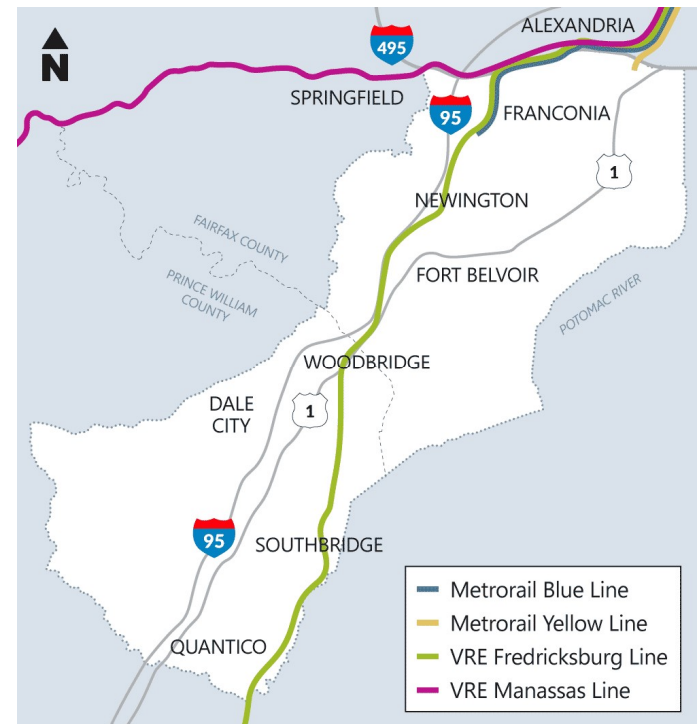 N
ALEXANDRIA
495
SPRINGFIELD
95
FRANCONIA
1
NEWINGTON
FAIRFAX COUNTY
FORT BELVOIR
PRINCE WILLIAM
COUNTY
POTOMAC RIVER
WOODBRIDGE
DALE
CITY
1
95
SOUTHBRIDGE
QUANTICO
Metrorail Blue Line
Metrorail Yellow Line
VRE Fredricksburg Line
VRE Manassas Line